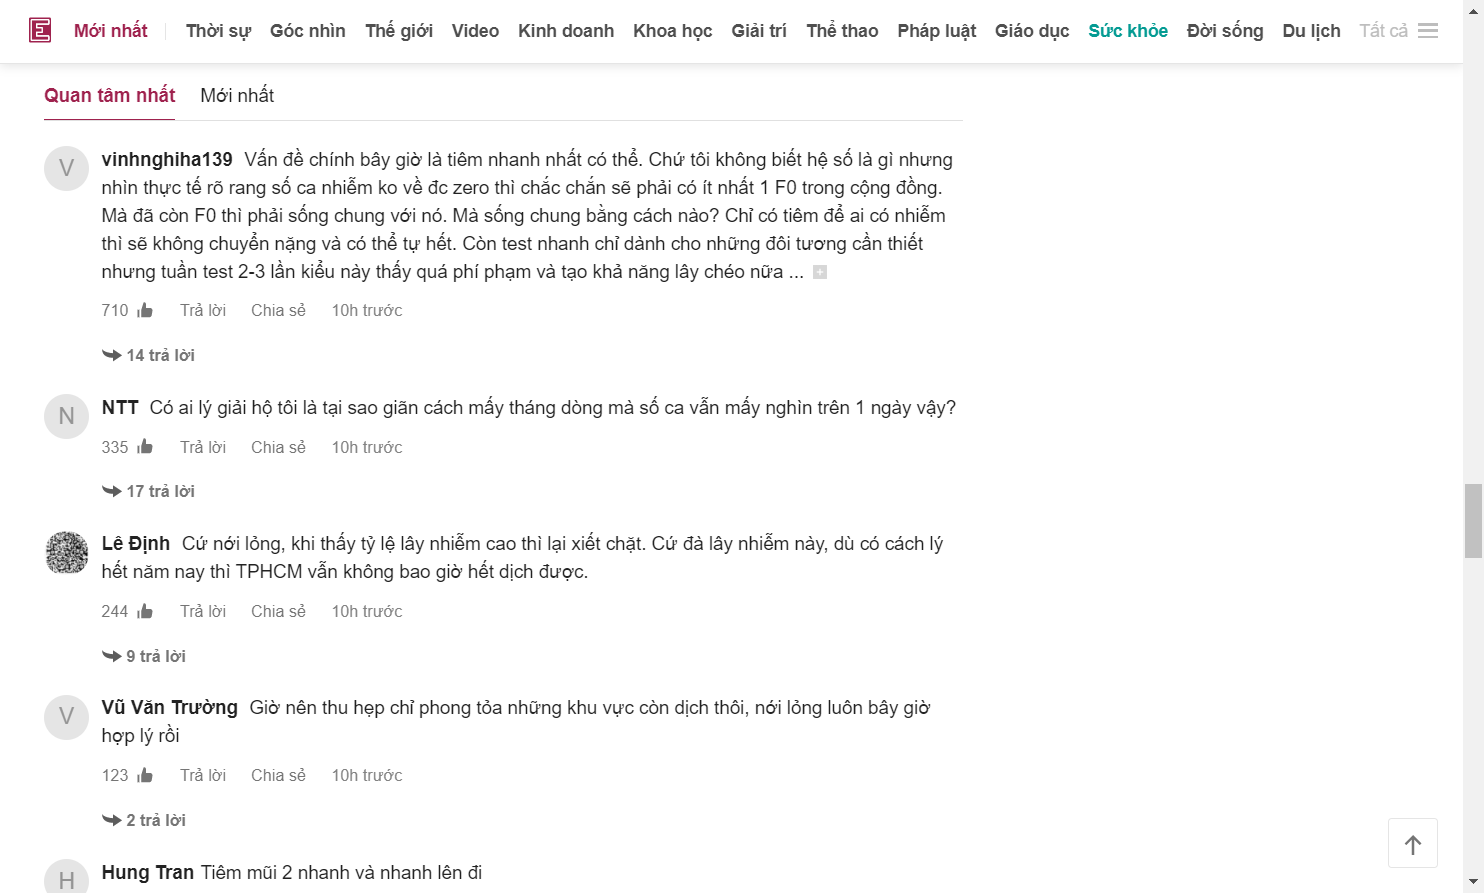 E Mới nhất Thời sự Góc nhìn Thế giới Video Kinh doanh Khoa học Giải trí Thể thao Pháp luật Giáo dục Sức khỏe Đời sống Du lịch Tất cả
Quan tâm nhất Mới nhất
V vinhnghiha139 Vấn đề chính bây giờ là tiêm nhanh nhất có thể. Chứ tôi không biết hệ số là gì nhưng
nhìn thực tế rõ rang số ca nhiễm ko về đc zero thì chắc chắn sẽ phải có ít nhất 1 F0 trong cộng đồng.
Mà đã còn F0 thì phải sống chung với nó. Mà sống chung bằng cách nào? Chỉ có tiêm để ai có nhiễm
thì sẽ không chuyển nặng và có thể tự hết. Còn test nhanh chỉ dành cho những đôi tương cần thiết
nhưng tuần test 2-3 lần kiểu này thấy quá phí phạm và tạo khả năng lây chéo nữa ...
710 Trả lời Chia sẻ 10h trước
14 trả lời
N NTT Có ai lý giải hộ tôi là tại sao giãn cách mấy tháng dòng mà số ca vẫn mấy nghìn trên 1 ngày vậy?
335 Trả lời Chia sẻ 10h trước
17 trả lời
Lê Định Cứ nới lỏng, khi thấy tỷ lệ lây nhiễm cao thì lại xiết chặt. Cứ đả lây nhiễm này, dù có cách lý
hết năm nay thì TPHCM vẫn không bao giờ hết dịch được.
244 Trả lời Chia sẻ 10h trước
9 trả lời
V Vũ Văn Trường Giờ nên thu hẹp chỉ phong tỏa những khu vực còn dịch thôi, nới lỏng luôn bây giờ
hợp lý rồi
123 Trả lời Chia sẻ 10h trước
2 trả lời
H Hung Tran Tiêm mũi 2 nhanh và nhanh lên đi